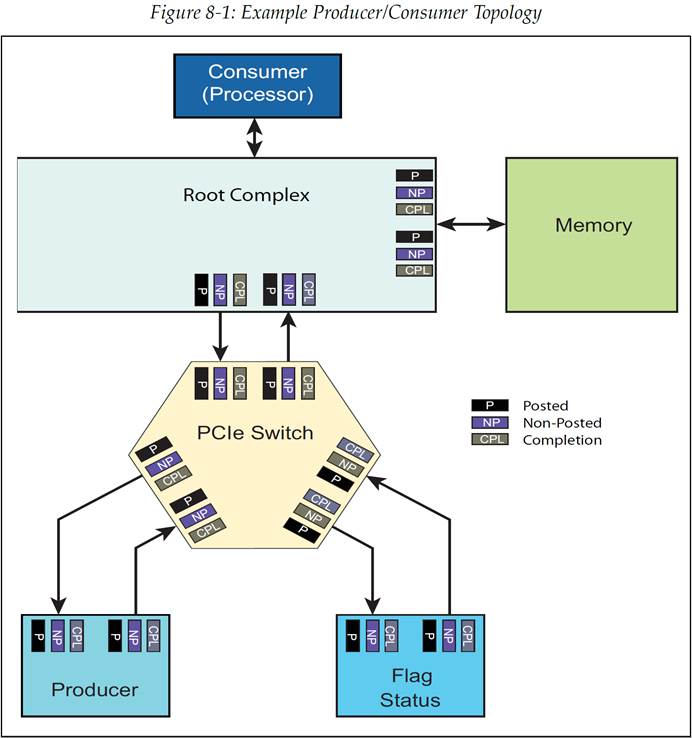 Figure 8-1: Example Producer/Consumer Topology
Consumer
(Processor)
Root Complex
P
NP
CPL
P
NP
CPL
Memory
P NP CPL P NP CPL
P NP CPL P NP CPL
PCIe Switch
P
NP
CPL
P
NP
CPL
CPL
NP
P
CPL
NP
P
P Posted
NP Non-Posted
CPL Completion
P NP CPL P NP CPL
Producer
P NP CPL P NP CPL
Flag
Status